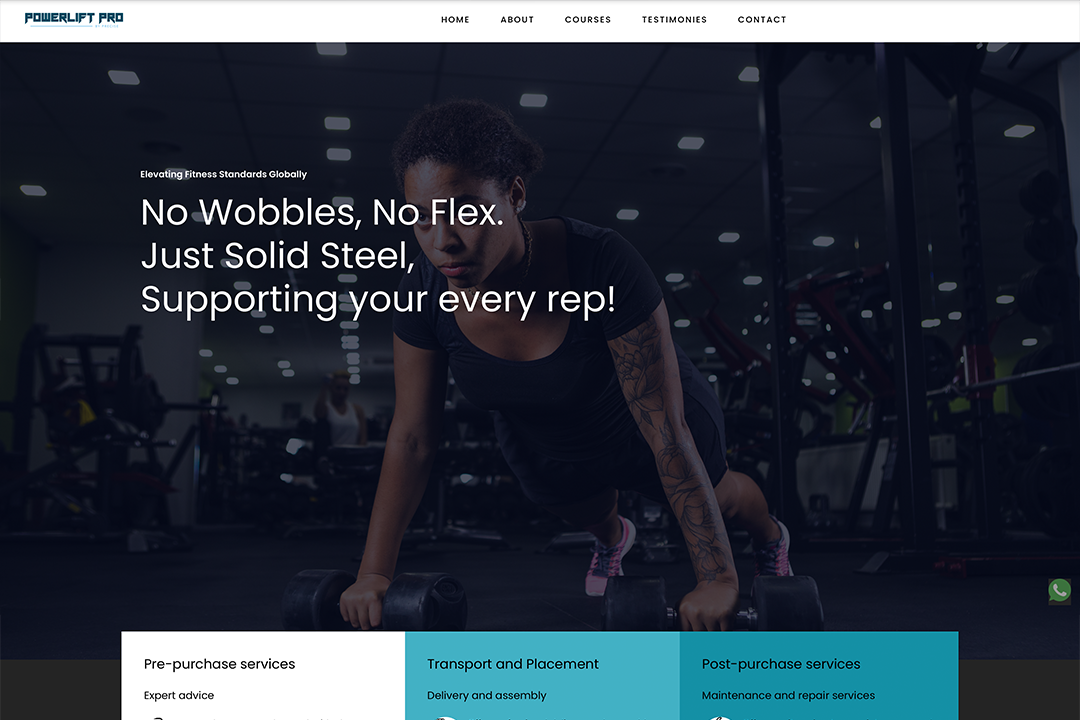 POWERLIFT PRO
HOME ABOUT COURSES TESTIMONIES CONTACT
Elevating Fitness Standards Globally
No Wobbles, No Flex.
Just Solid Steel,
Supporting your every rep!
Pre-purchase services
Expert advice
Transport and Placement
Delivery and assembly
Post-purchase services
Maintenance and repair services